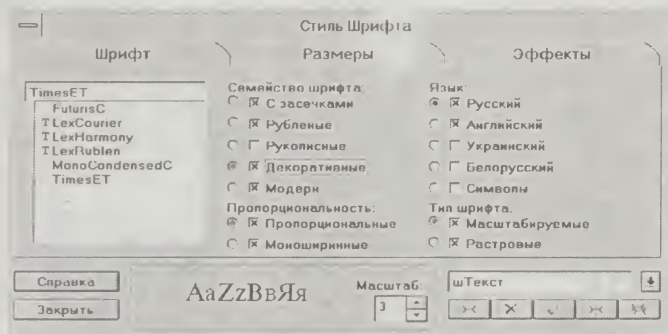 Стиль Шрифта
Шрифт
Размеры
Эффекты
TimesET
FuturisC
LexCourier
LexHarmony
LexRublen
MonoCondensedC
TimesET
Семейство шрифта:
С засечками
Рубленые
Рукописные
Декоративные
Модерн
Пропорциональность:
Пропорциональные
Моноширинные
Язык:
Русский
Английский
Украинский
Белорусский
Символы
Тип шрифта:
Масштабируемые
Растровые
Справка
Закрыть
AaZzВвЯя
Масштаб:
3
шТекст